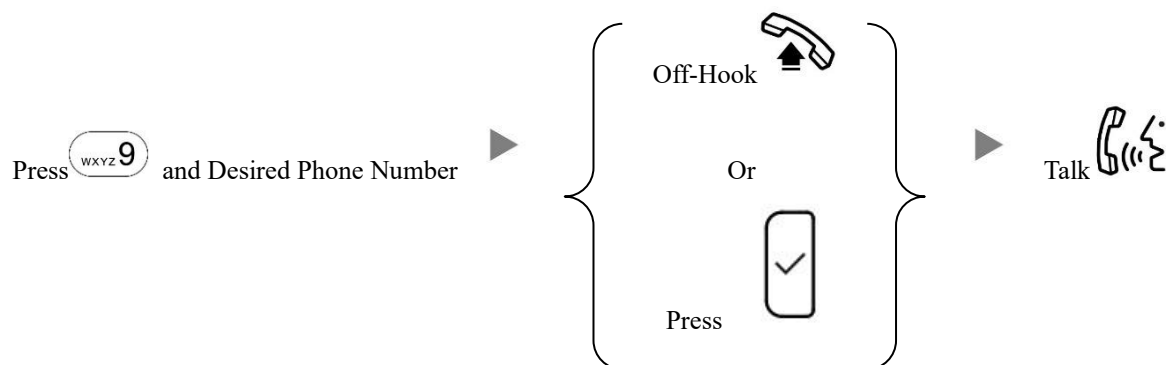 Off-Hook
Press WXYZ 9 and Desired Phone Number
Or
Talk
Press